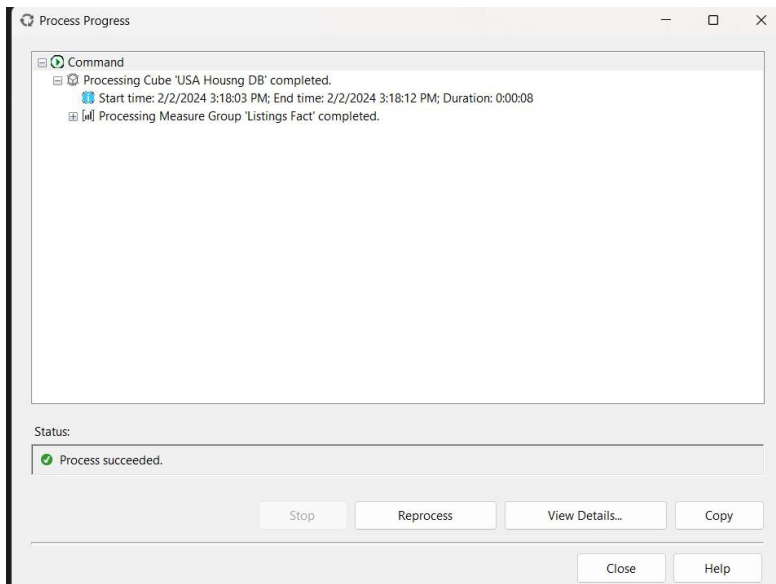 Process Progress
Command
Processing Cube 'USA Housng DB' completed.
Start time: 2/2/2024 3:18:03 PM; End time: 2/2/2024 3:18:12 PM; Duration: 0:00:08
Processing Measure Group 'Listings Fact' completed.
Status:
Process succeeded.
Stop Reprocess View Details... Copy
Close Help